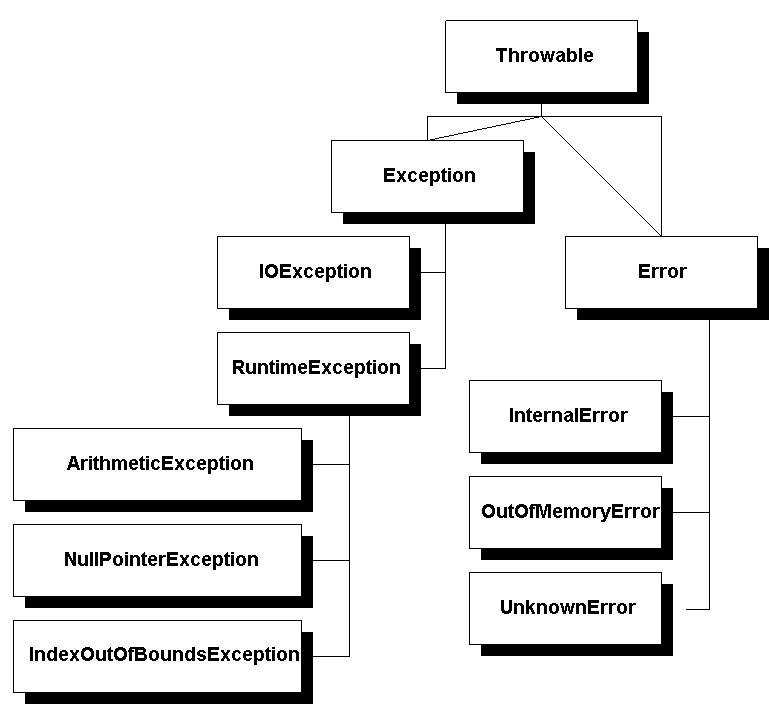 Throwable
Exception
IOException
Error
RuntimeException
InternalError
ArithmeticException
OutOfMemoryError
NullPointerException
UnknownError
IndexOutOfBoundsException